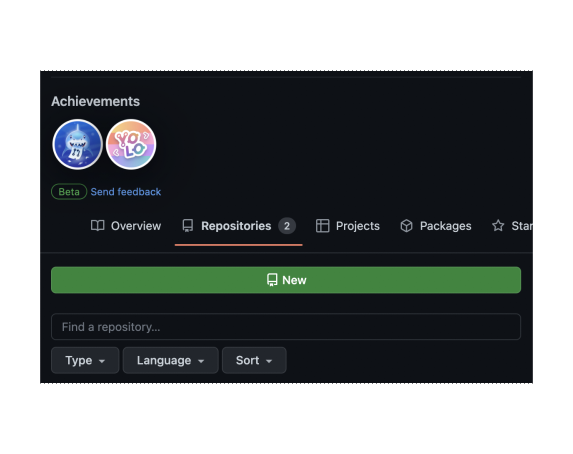 Achievements
YOLO
Beta Send feedback
Overview Repositories 2 Projects Packages Star
New
Find a repository...
Type Language Sort